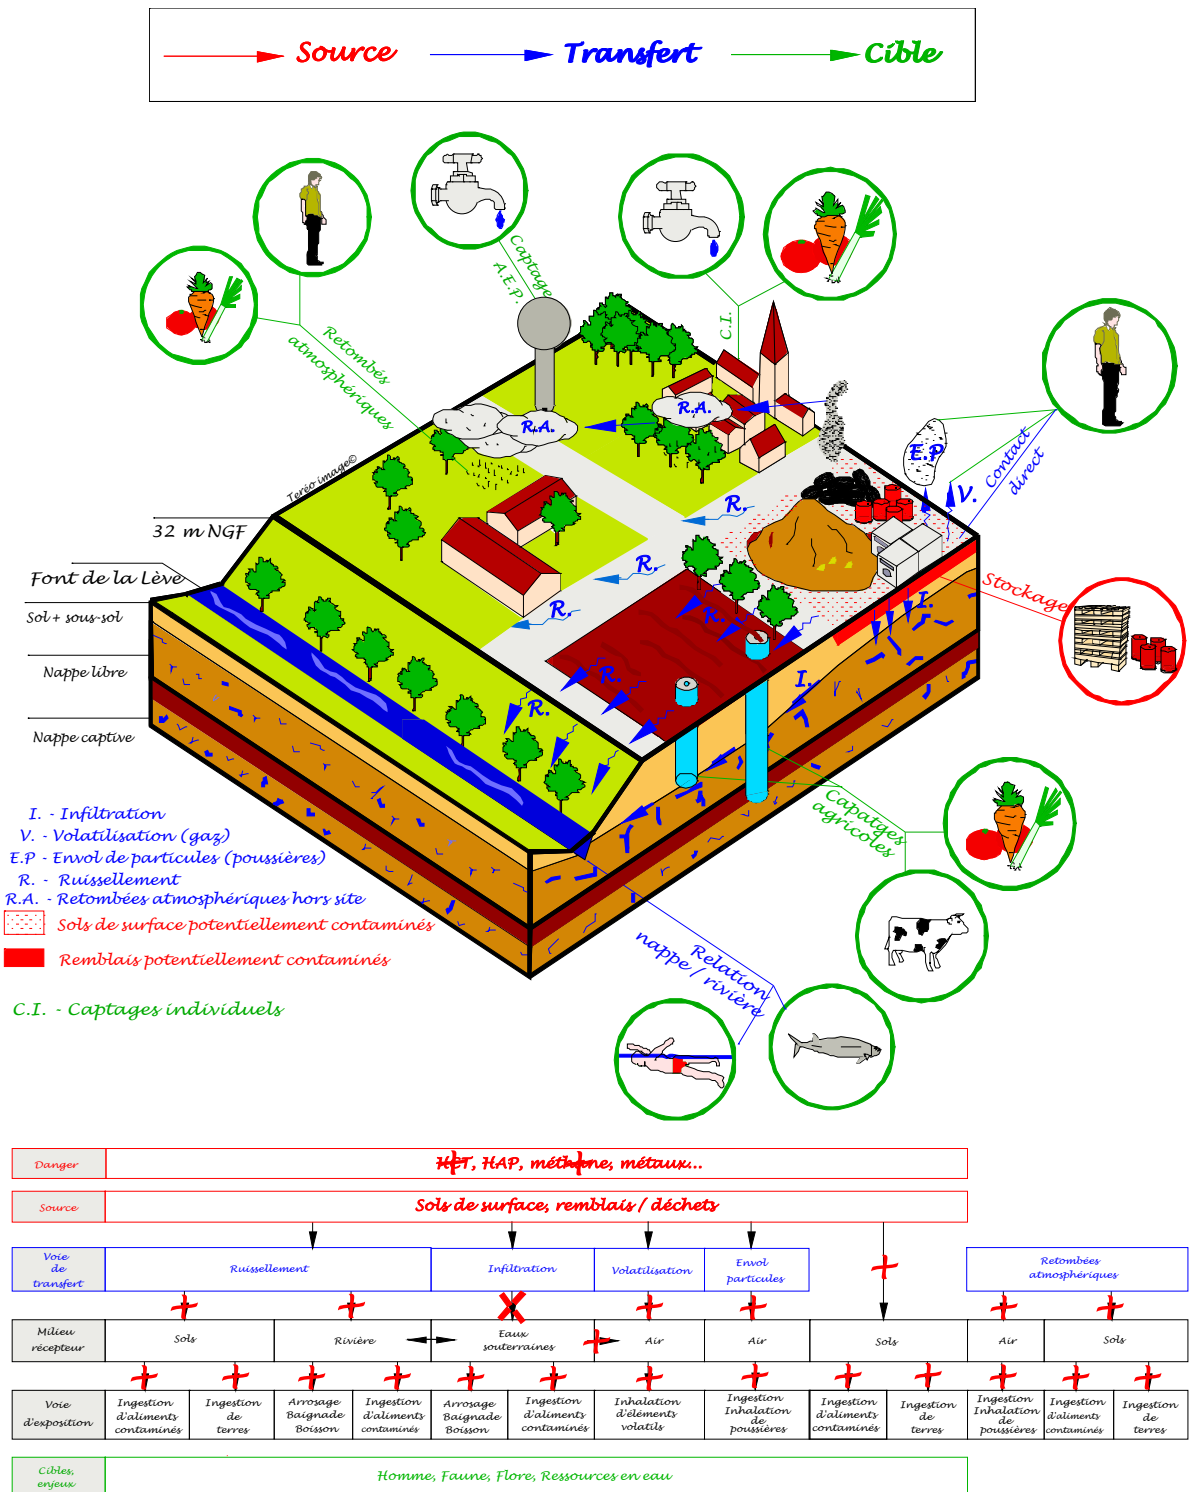 Source
Transfert
Cible
Captage
A.E.P.
C.I.
Retombés
atmosphériques
R.A.
R.A.
E.P
V.
Contact
direct
Teréo image©
32 m NGF
Font de la Lève
Sol + sous-sol
Nappe libre
Nappe captive
R.
R.
R.
R.
R.
R.
I.
I.
Stockage
Capatges
agricoles
Relation
nappe / rivière
I. - Infiltration
V. - Volatilisation (gaz)
E.P - Envol de particules (poussières)
R. - Ruissellement
R.A. - Retombées atmosphériques hors site
Sols de surface potentiellement contaminés
Remblais potentiellement contaminés
C.I. - Captages individuels
Danger
HCT, HAP, méthane, métaux...
Source
Sols de surface, remblais / déchets
Voie
de
transfert
Ruissellement
Infiltration
Volatilisation
Envol
particules
Retombées
atmosphériques
Milieu
récepteur
Sols
Rivière
Eaux
souterraines
Air
Air
Sols
Air
Sols
Voie
d'exposition
Ingestion
d'aliments
contaminés
Ingestion
de
terres
Arrosage
Baignade
Boisson
Ingestion
d'aliments
contaminés
Arrosage
Baignade
Boisson
Ingestion
d'aliments
contaminés
Inhalation
d'éléments
volatils
Ingestion
Inhalation
de
poussières
Ingestion
d'aliments
contaminés
Ingestion
de
terres
Ingestion
Inhalation
de
poussières
Ingestion
d'aliments
contaminés
Ingestion
de
terres
Cibles,
enjeux
Homme, Faune, Flore, Ressources en eau